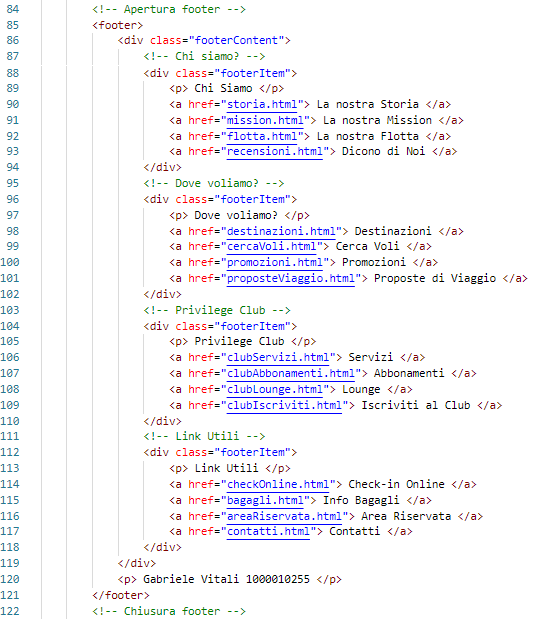 84 <!-- Apertura footer -->
85 <footer>
86 <div class="footerContent">
87 <!-- Chi siamo? -->
88 <div class="footerItem">
89 <p> Chi Siamo </p>
90 <a href="storia.html"> La nostra Storia </a>
91 <a href="mission.html"> La nostra Mission </a>
92 <a href="flotta.html"> La nostra Flotta </a>
93 <a href="recensioni.html"> Dicono di Noi </a>
94 </div>
95 <!-- Dove voliamo? -->
96 <div class="footerItem">
97 <p> Dove voliamo? </p>
98 <a href="destinazioni.html"> Destinazioni </a>
99 <a href="cercaVoli.html"> Cerca Voli </a>
100 <a href="promozioni.html"> Promozioni </a>
101 <a href="proposteViaggio.html"> Proposte di Viaggio </a>
102 </div>
103 <!-- Privilege Club -->
104 <div class="footerItem">
105 <p> Privilege Club </p>
106 <a href="clubServizi.html"> Servizi </a>
107 <a href="clubAbbonamenti.html"> Abbonamenti </a>
108 <a href="clubLounge.html"> Lounge </a>
109 <a href="clubIscriviti.html"> Iscriviti al Club </a>
110 </div>
111 <!-- Link Utili -->
112 <div class="footerItem">
113 <p> Link Utili </p>
114 <a href="checkOnline.html"> Check-in Online </a>
115 <a href="bagagli.html"> Info Bagagli </a>
116 <a href="areaRiservata.html"> Area Riservata </a>
117 <a href="contatti.html"> Contatti </a>
118 </div>
119 </div>
120 <p> Gabriele Vitali 1000010255 </p>
121 </footer>
122 <!-- Chiusura footer -->